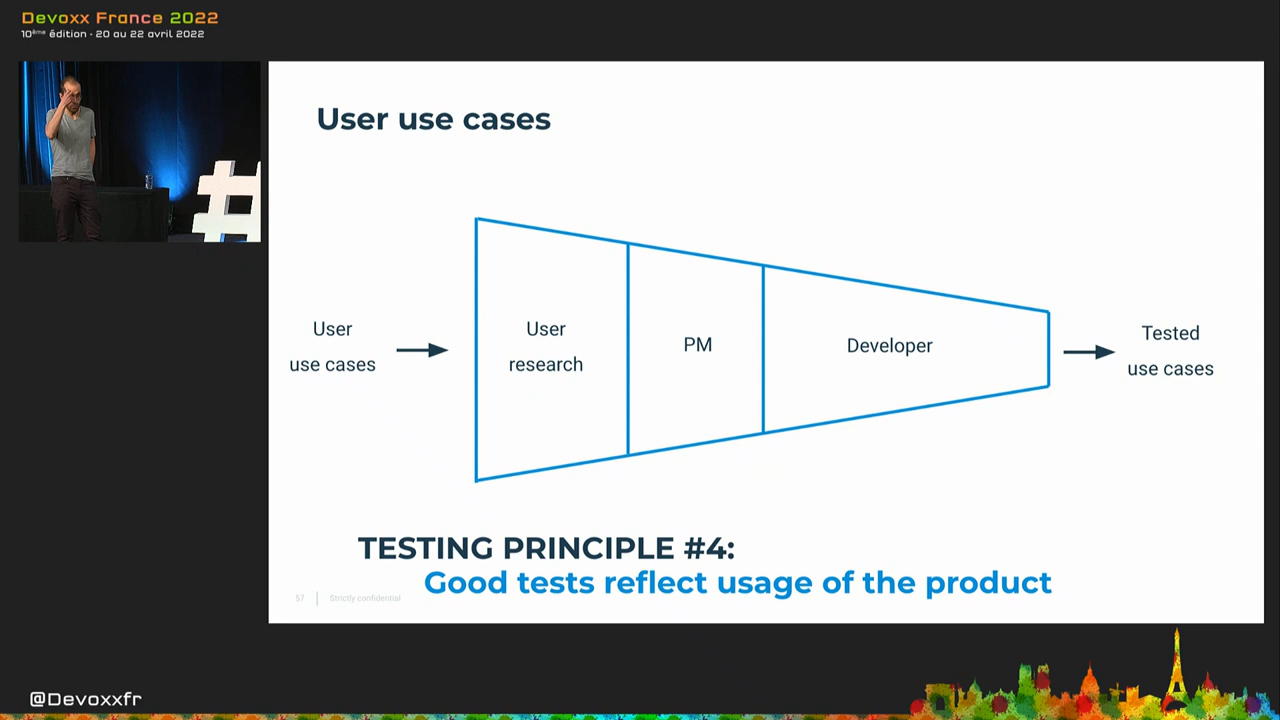 Devoxx France 2022
10ème édition - 20 au 22 avril 2022
#
User use cases
User
use cases
User
research
PM
Developer
Tested
use cases
TESTING PRINCIPLE #4:
Good tests reflect usage of the product
57 | Strictly confidential
@Devoxxfr